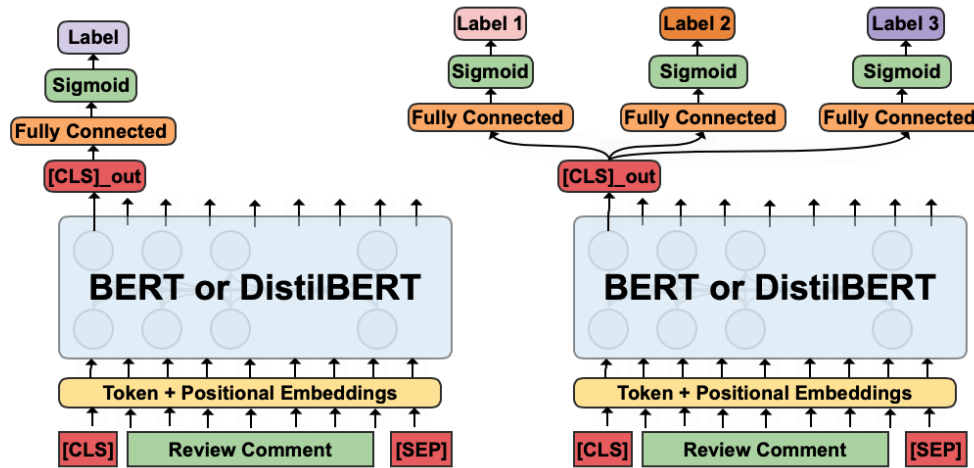 Label
Sigmoid
Fully Connected
[CLS]_out
BERT or DistilBERT
Token + Positional Embeddings
[CLS] Review Comment [SEP]
Label 1 Label 2 Label 3
Sigmoid Sigmoid Sigmoid
Fully Connected Fully Connected Fully Connected
[CLS]_out
BERT or DistilBERT
Token + Positional Embeddings
[CLS] Review Comment [SEP]